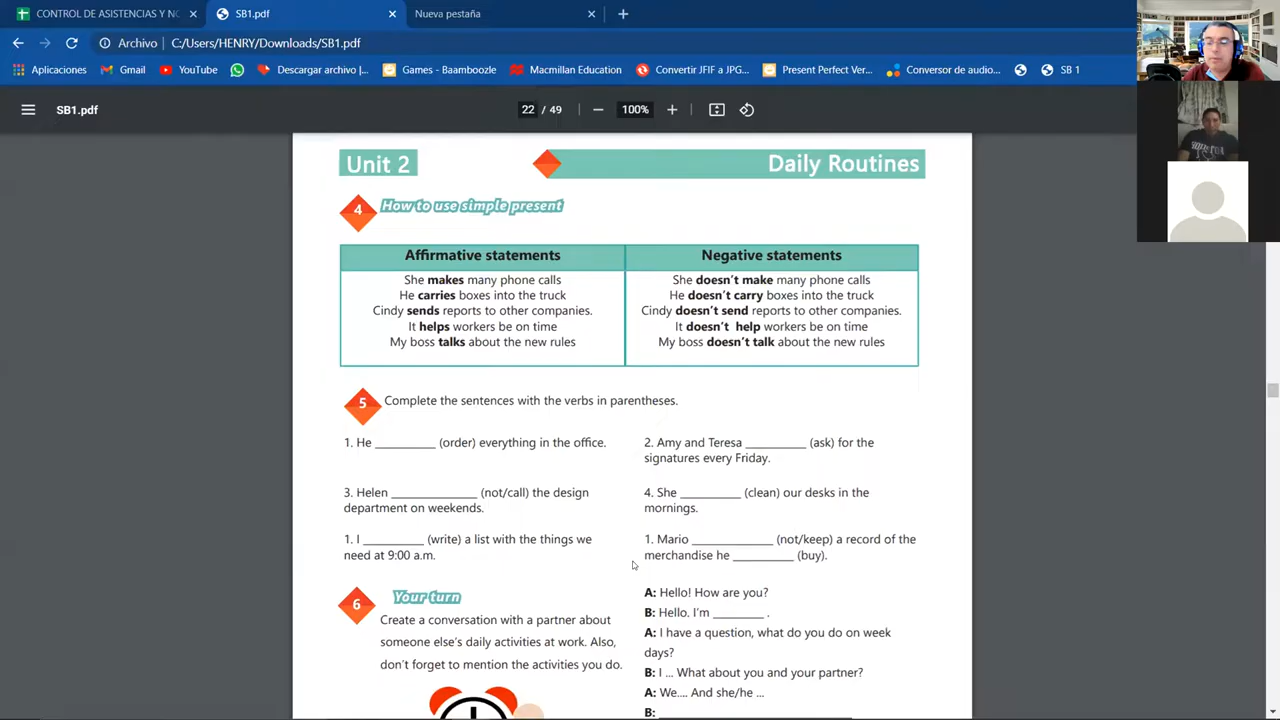 CONTROL DE ASISTENCIAS Y NO
SB1.pdf
Nueva pestaña
Archivo C:/Users/HENRY/Downloads/SB1.pdf
Aplicaciones Gmail YouTube Descargar archivo |... Games - Baamboozle Macmillan Education Convertir JFIF a JPG... Present Perfect Ver... Conversor de audio... SB 1
SB1.pdf 22 / 49 100%
Unit 2 Daily Routines
4 How to use simple present
Affirmative statements
She makes many phone calls
He carries boxes into the truck
Cindy sends reports to other companies.
It helps workers be on time
My boss talks about the new rules
Negative statements
She doesn't make many phone calls
He doesn't carry boxes into the truck
Cindy doesn't send reports to other companies.
It doesn't help workers be on time
My boss doesn't talk about the new rules
5 Complete the sentences with the verbs in parentheses.
1. He _________ (order) everything in the office.
2. Amy and Teresa _________ (ask) for the
signatures every Friday.
3. Helen _____________ (not/call) the design
department on weekends.
4. She _________ (clean) our desks in the
mornings.
1. I _________ (write) a list with the things we
need at 9:00 a.m.
1. Mario ____________ (not/keep) a record of the
merchandise he _________ (buy).
6 Your turn
Create a conversation with a partner about
someone else's daily activities at work. Also,
don't forget to mention the activities you do.
A: Hello! How are you?
B: Hello. I'm ________ .
A: I have a question, what do you do on week
days?
B: I ... What about you and your partner?
A: We.... And she/he ...
B: